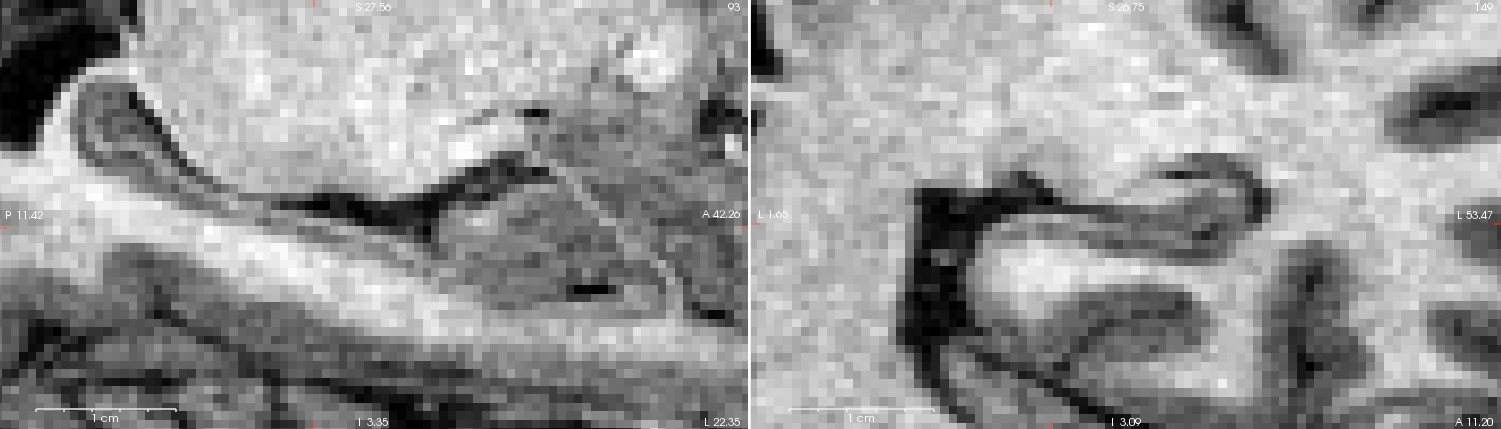 S 27.56
93
P 11.42
A 42.26
1 cm
I 3.35
L 22.35
S 26.75
149
L 1.65
L 53.47
1 cm
I 3.09
A 11.20